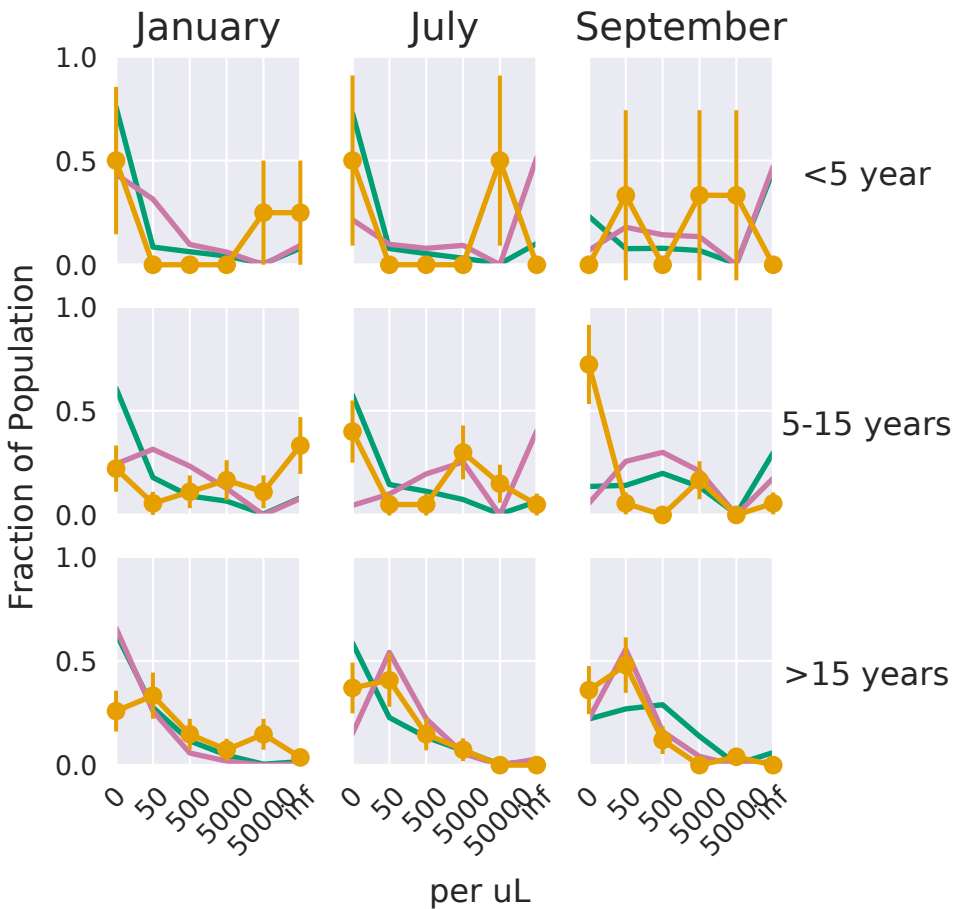 January July September
1.0
0.5
0.0
<5 year
1.0
0.5
0.0
5-15 years
1.0
0.5
0.0
>15 years
Fraction of Population
0 50 500 5000 50000 inf 0 50 500 5000 50000 inf 0 50 500 5000 50000 inf
per uL